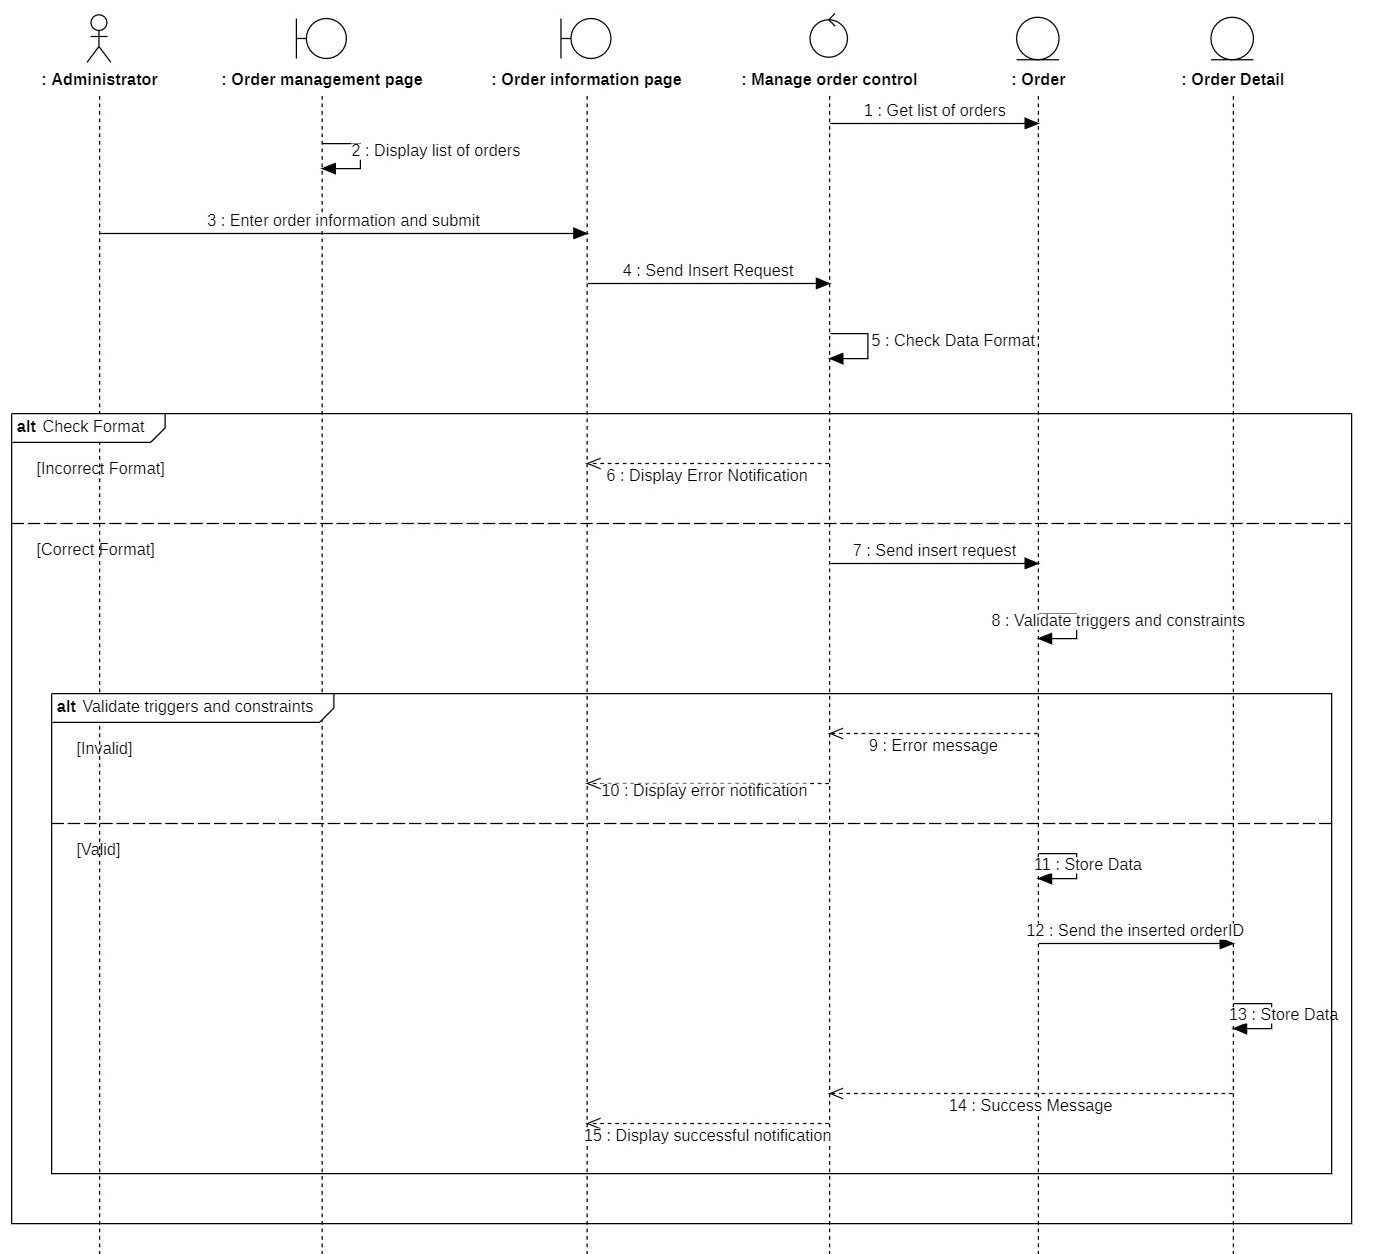 : Administrator
: Order management page
: Order information page
: Manage order control
: Order
: Order Detail
1 : Get list of orders
2 : Display list of orders
3 : Enter order information and submit
4 : Send Insert Request
5 : Check Data Format
alt Check Format
[Incorrect Format]
6 : Display Error Notification
[Correct Format]
7 : Send insert request
8 : Validate triggers and constraints
alt Validate triggers and constraints
[Invalid]
9 : Error message
10 : Display error notification
[Valid]
11 : Store Data
12 : Send the inserted orderID
13 : Store Data
14 : Success Message
15 : Display successful notification